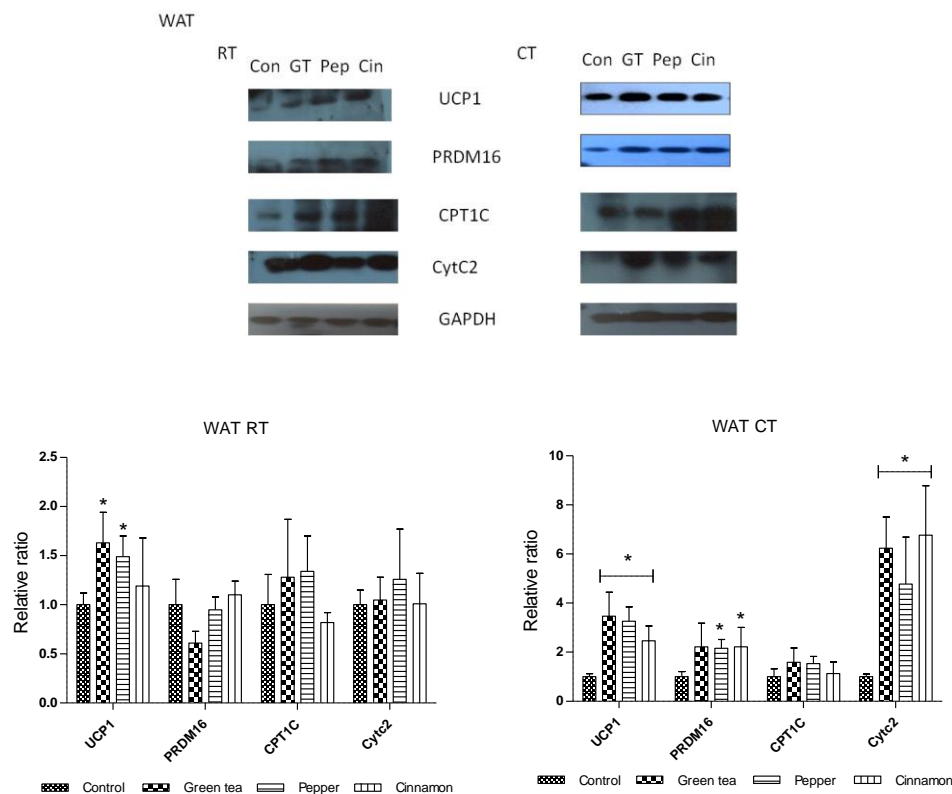 WAT
RT
Con GT Pep Cin
CT
Con GT Pep Cin
UCP1
PRDM16
CPT1C
CytC2
GAPDH
WAT RT
2.5
2.0
1.5
1.0
0.5
0.0
Relative ratio
* *
UCP1
PRDM16
CPT1C
Cytc2
Control Green tea Pepper Cinnamon
WAT CT
10
8
6
4
2
0
Relative ratio
* * * *
UCP1
PRDM16
CPT1C
Cytc2
Control Green tea Pepper Cinnamon